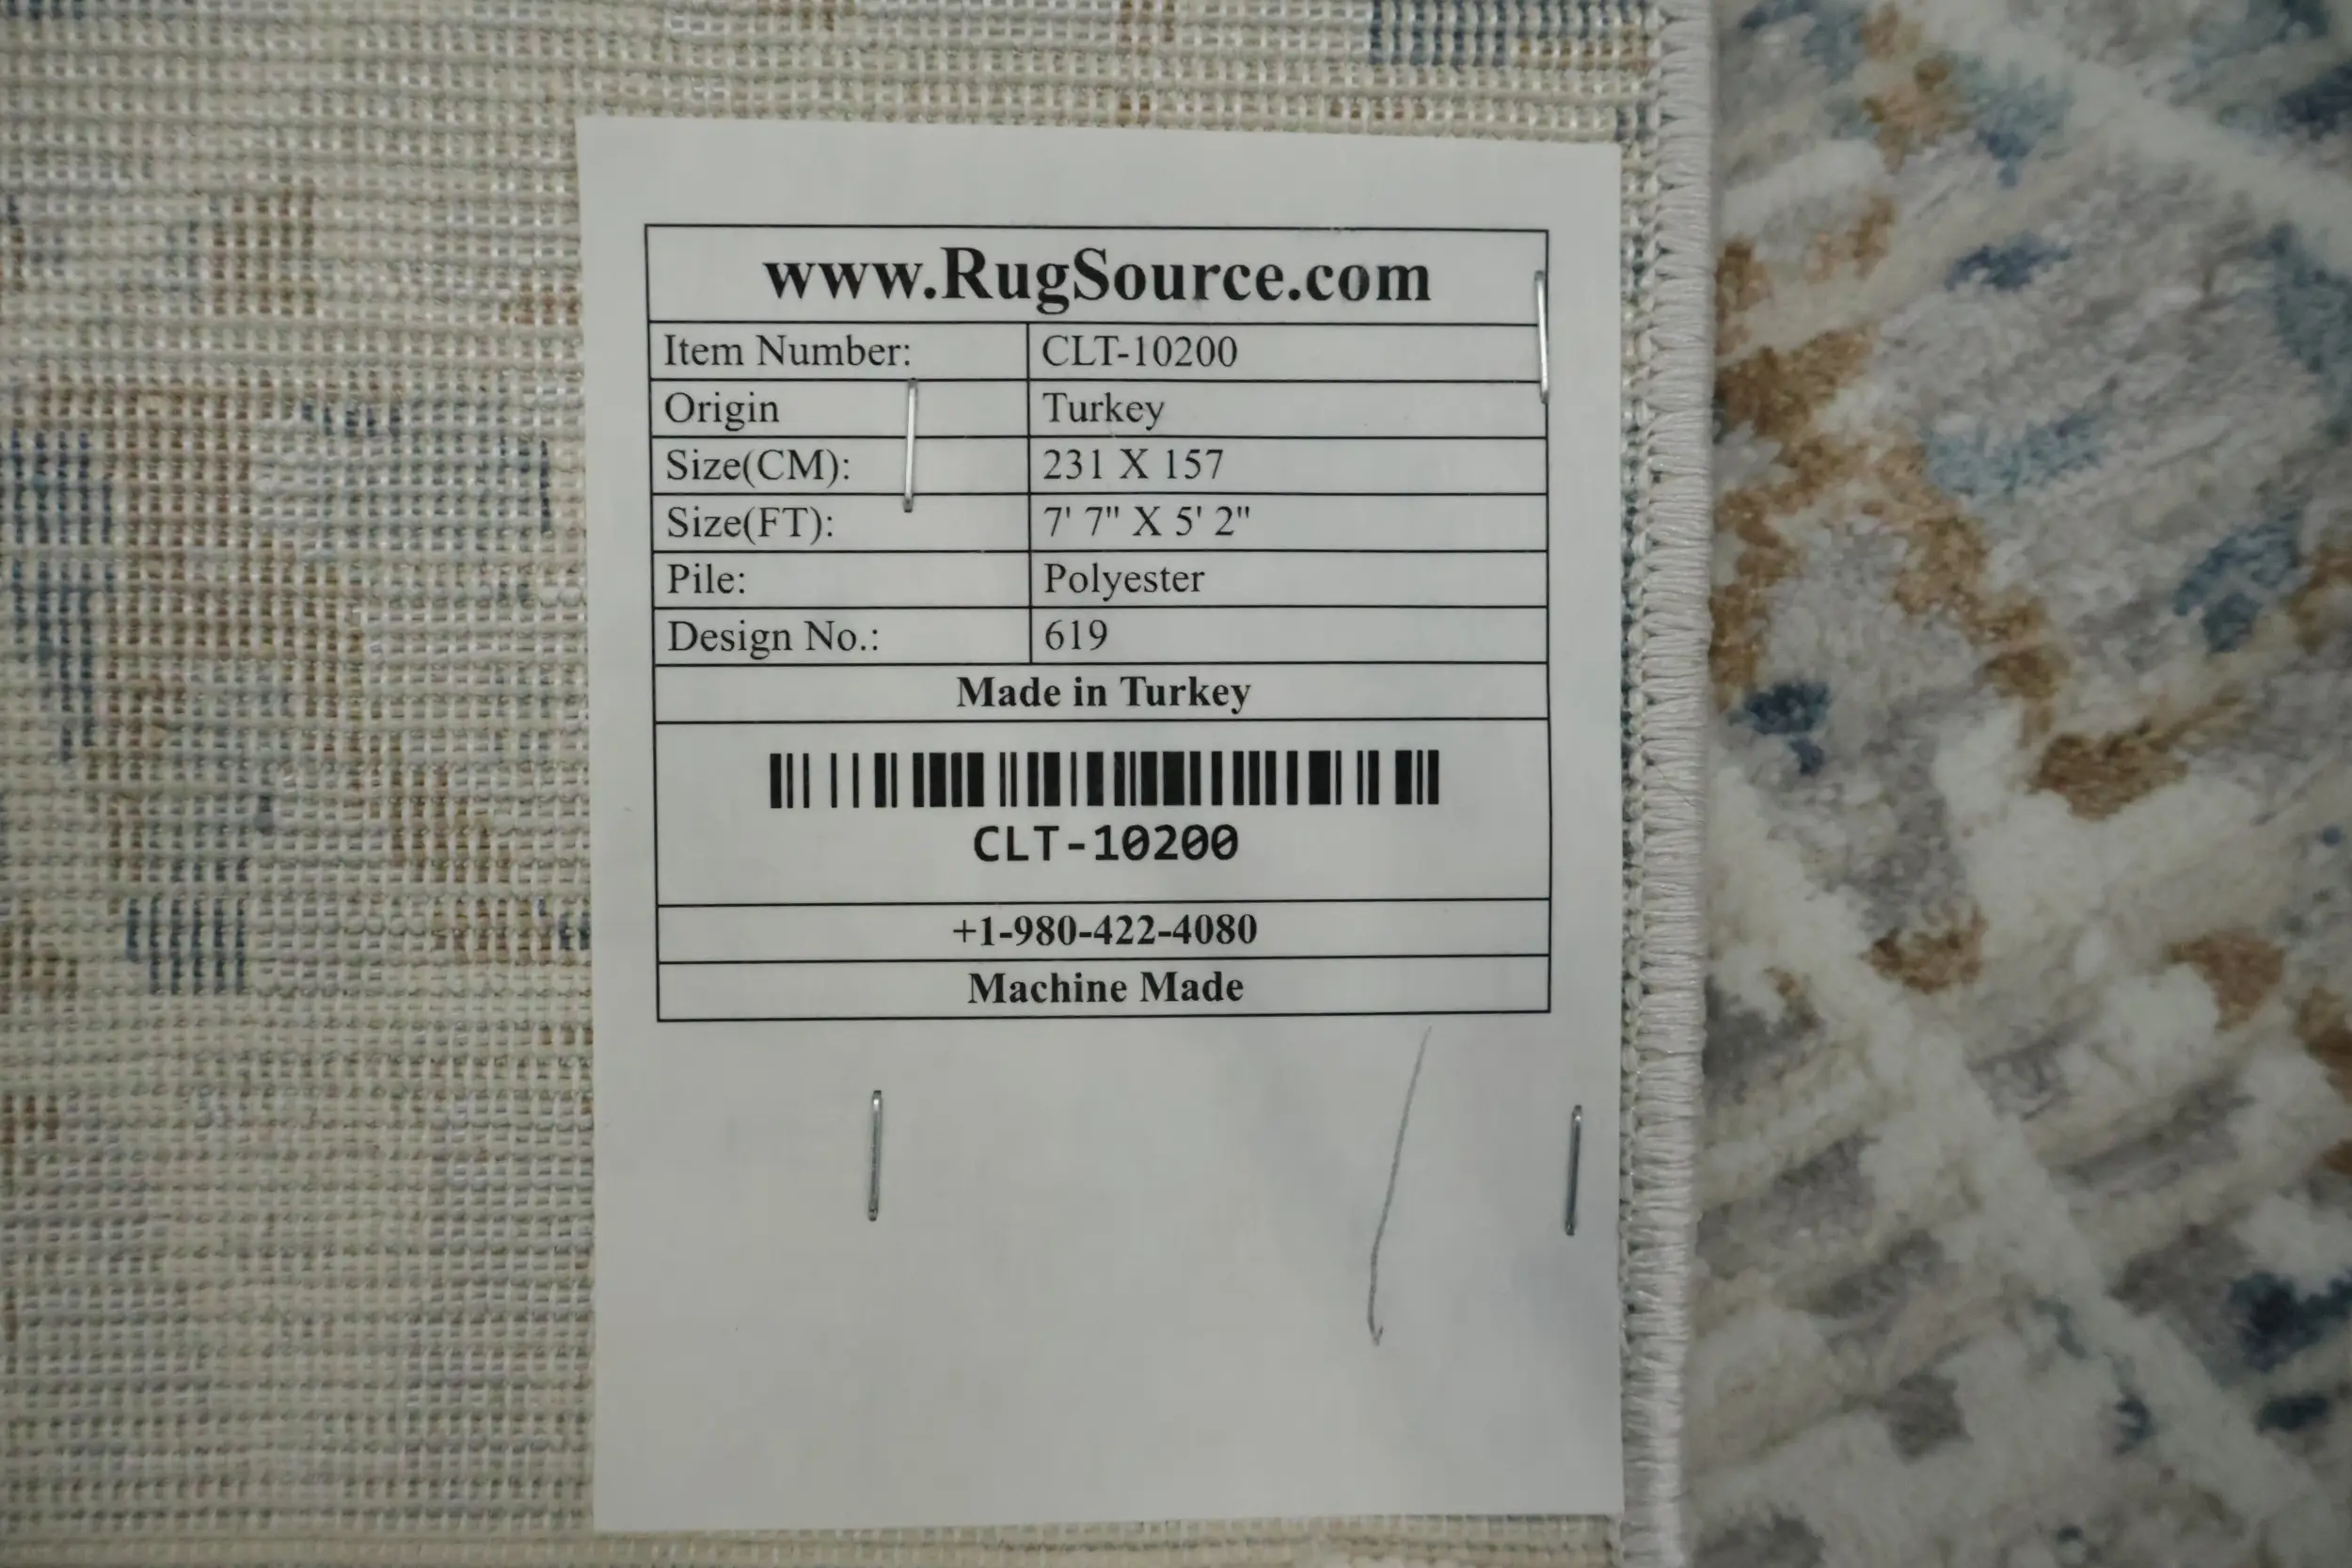 www.RugSource.com
Item Number: CLT-10200
Origin Turkey
Size(CM): 231 X 157
Size(FT): 7' 7" X 5' 2"
Pile: Polyester
Design No.: 619
Made in Turkey
CLT-10200
+1-980-422-4080
Machine Made